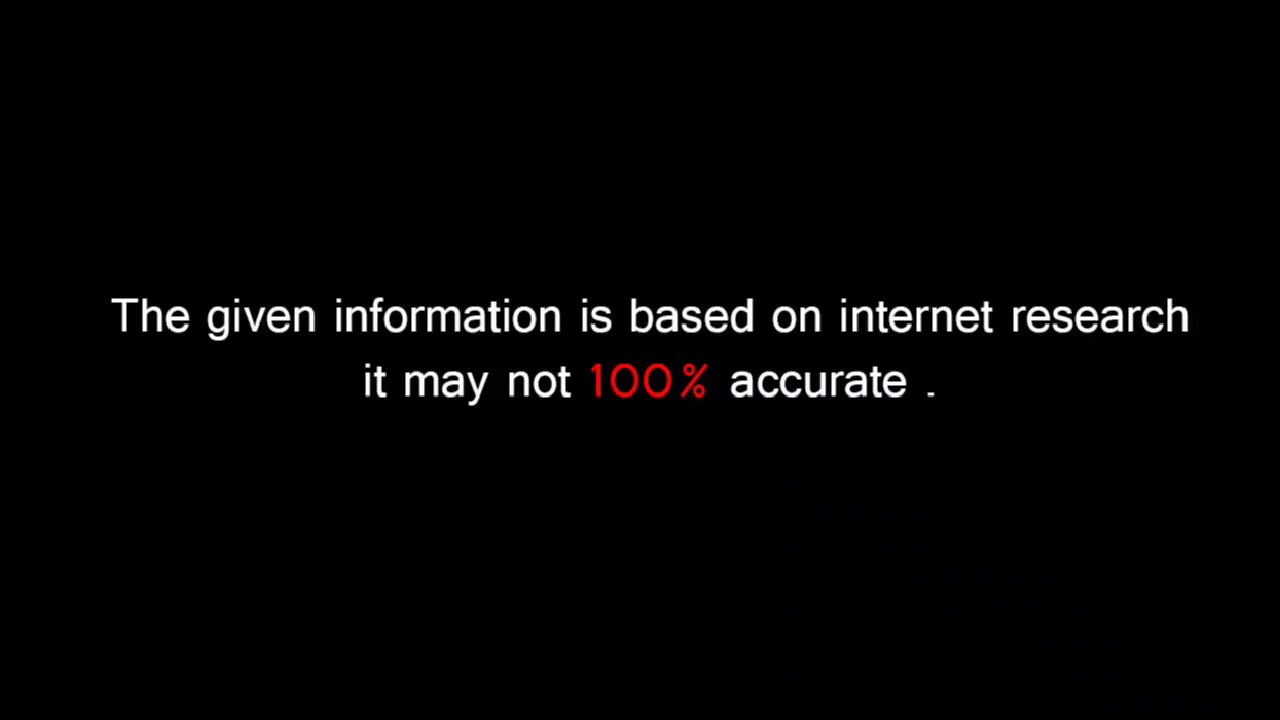 The given information is based on internet research
it may not 100% accurate .